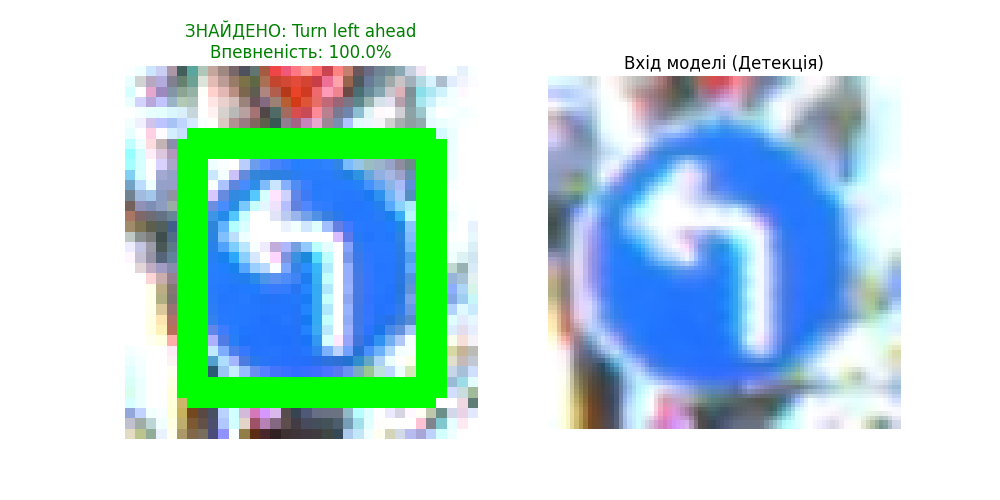 ЗНАЙДЕНО: Turn left ahead
Впевненість: 100.0%
Вхід моделі (Детекція)